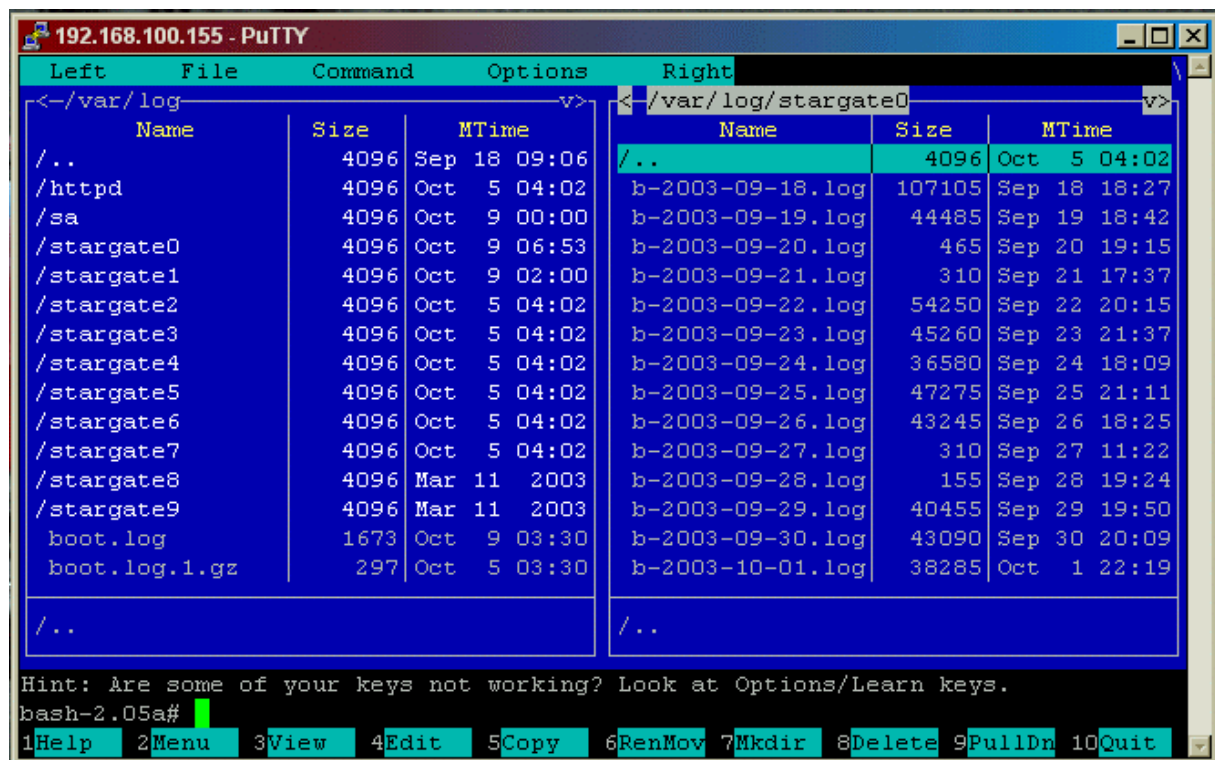 192.168.100.155 - PuTTY
Left File Command Options Right
<-/var/log v> < /var/log/stargate0 v>
Name Size MTime Name Size MTime
/.. 4096 Sep 18 09:06 /.. 4096 Oct 5 04:02
/httpd 4096 Oct 5 04:02 b-2003-09-18.log 107105 Sep 18 18:27
/sa 4096 Oct 9 00:00 b-2003-09-19.log 44485 Sep 19 18:42
/stargate0 4096 Oct 9 06:53 b-2003-09-20.log 465 Sep 20 19:15
/stargate1 4096 Oct 9 02:00 b-2003-09-21.log 310 Sep 21 17:37
/stargate2 4096 Oct 5 04:02 b-2003-09-22.log 54250 Sep 22 20:15
/stargate3 4096 Oct 5 04:02 b-2003-09-23.log 45260 Sep 23 21:37
/stargate4 4096 Oct 5 04:02 b-2003-09-24.log 36580 Sep 24 18:09
/stargate5 4096 Oct 5 04:02 b-2003-09-25.log 47275 Sep 25 21:11
/stargate6 4096 Oct 5 04:02 b-2003-09-26.log 43245 Sep 26 18:25
/stargate7 4096 Oct 5 04:02 b-2003-09-27.log 310 Sep 27 11:22
/stargate8 4096 Mar 11 2003 b-2003-09-28.log 155 Sep 28 19:24
/stargate9 4096 Mar 11 2003 b-2003-09-29.log 40455 Sep 29 19:50
boot.log 1673 Oct 9 03:30 b-2003-09-30.log 43090 Sep 30 20:09
boot.log.1.gz 297 Oct 5 03:30 b-2003-10-01.log 38285 Oct 1 22:19
/.. /..
Hint: Are some of your keys not working? Look at Options/Learn keys.
bash-2.05a#
1Help 2Menu 3View 4Edit 5Copy 6RenMov 7Mkdir 8Delete 9PullDn 10Quit